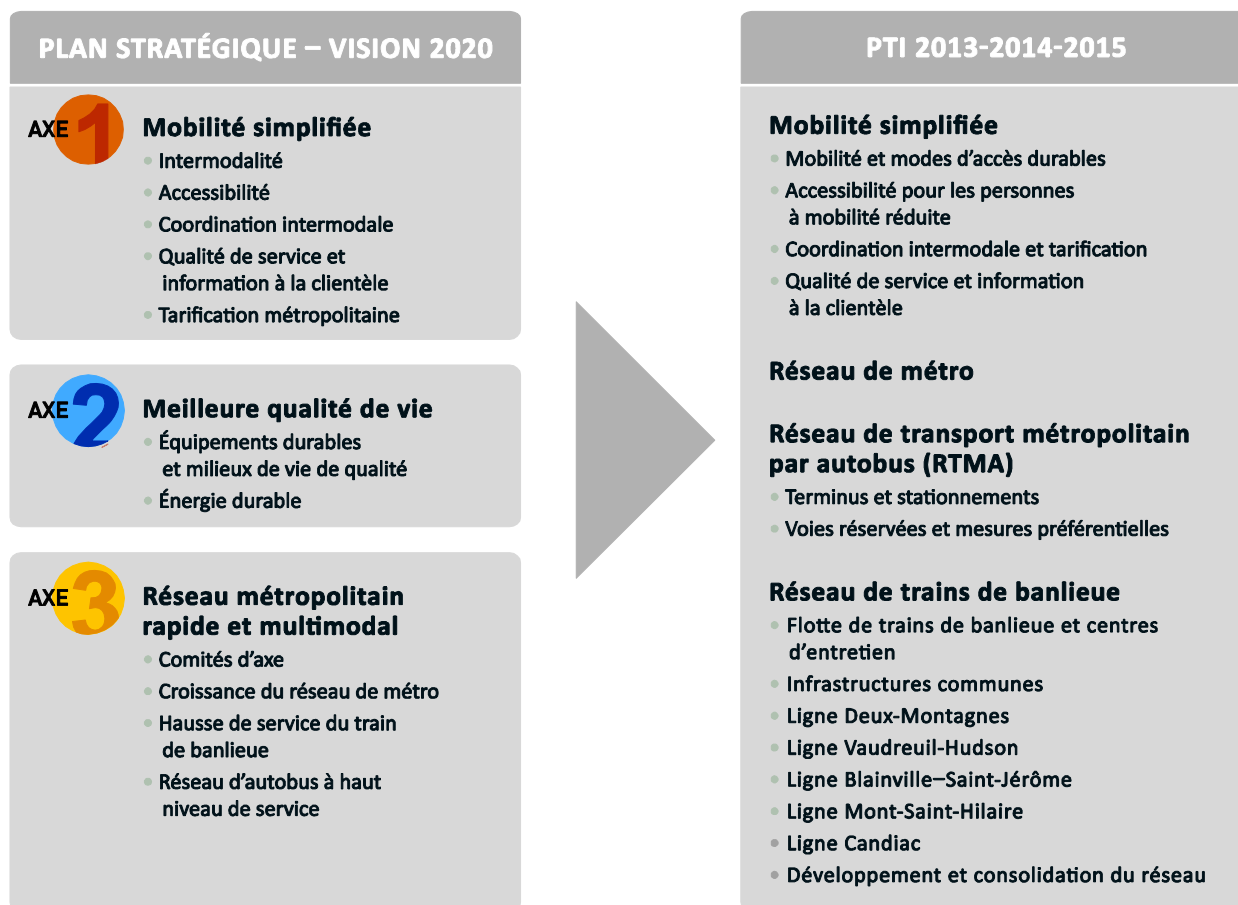 PLAN STRATÉGIQUE – VISION 2020
AXE 1
Mobilité simplifiée
• Intermodalité
• Accessibilité
• Coordination intermodale
• Qualité de service et
information à la clientèle
• Tarification métropolitaine
AXE 2
Meilleure qualité de vie
• Équipements durables
et milieux de vie de qualité
• Énergie durable
AXE 3
Réseau métropolitain
rapide et multimodal
• Comités d’axe
• Croissance du réseau de métro
• Hausse de service du train
de banlieue
• Réseau d’autobus à haut
niveau de service
PTI 2013-2014-2015
Mobilité simplifiée
• Mobilité et modes d’accès durables
• Accessibilité pour les personnes
à mobilité réduite
• Coordination intermodale et tarification
• Qualité de service et information
à la clientèle
Réseau de métro
Réseau de transport métropolitain
par autobus (RTMA)
• Terminus et stationnements
• Voies réservées et mesures préférentielles
Réseau de trains de banlieue
• Flotte de trains de banlieue et centres
d’entretien
• Infrastructures communes
• Ligne Deux-Montagnes
• Ligne Vaudreuil-Hudson
• Ligne Blainville–Saint-Jérôme
• Ligne Mont-Saint-Hilaire
• Ligne Candiac
• Développement et consolidation du réseau